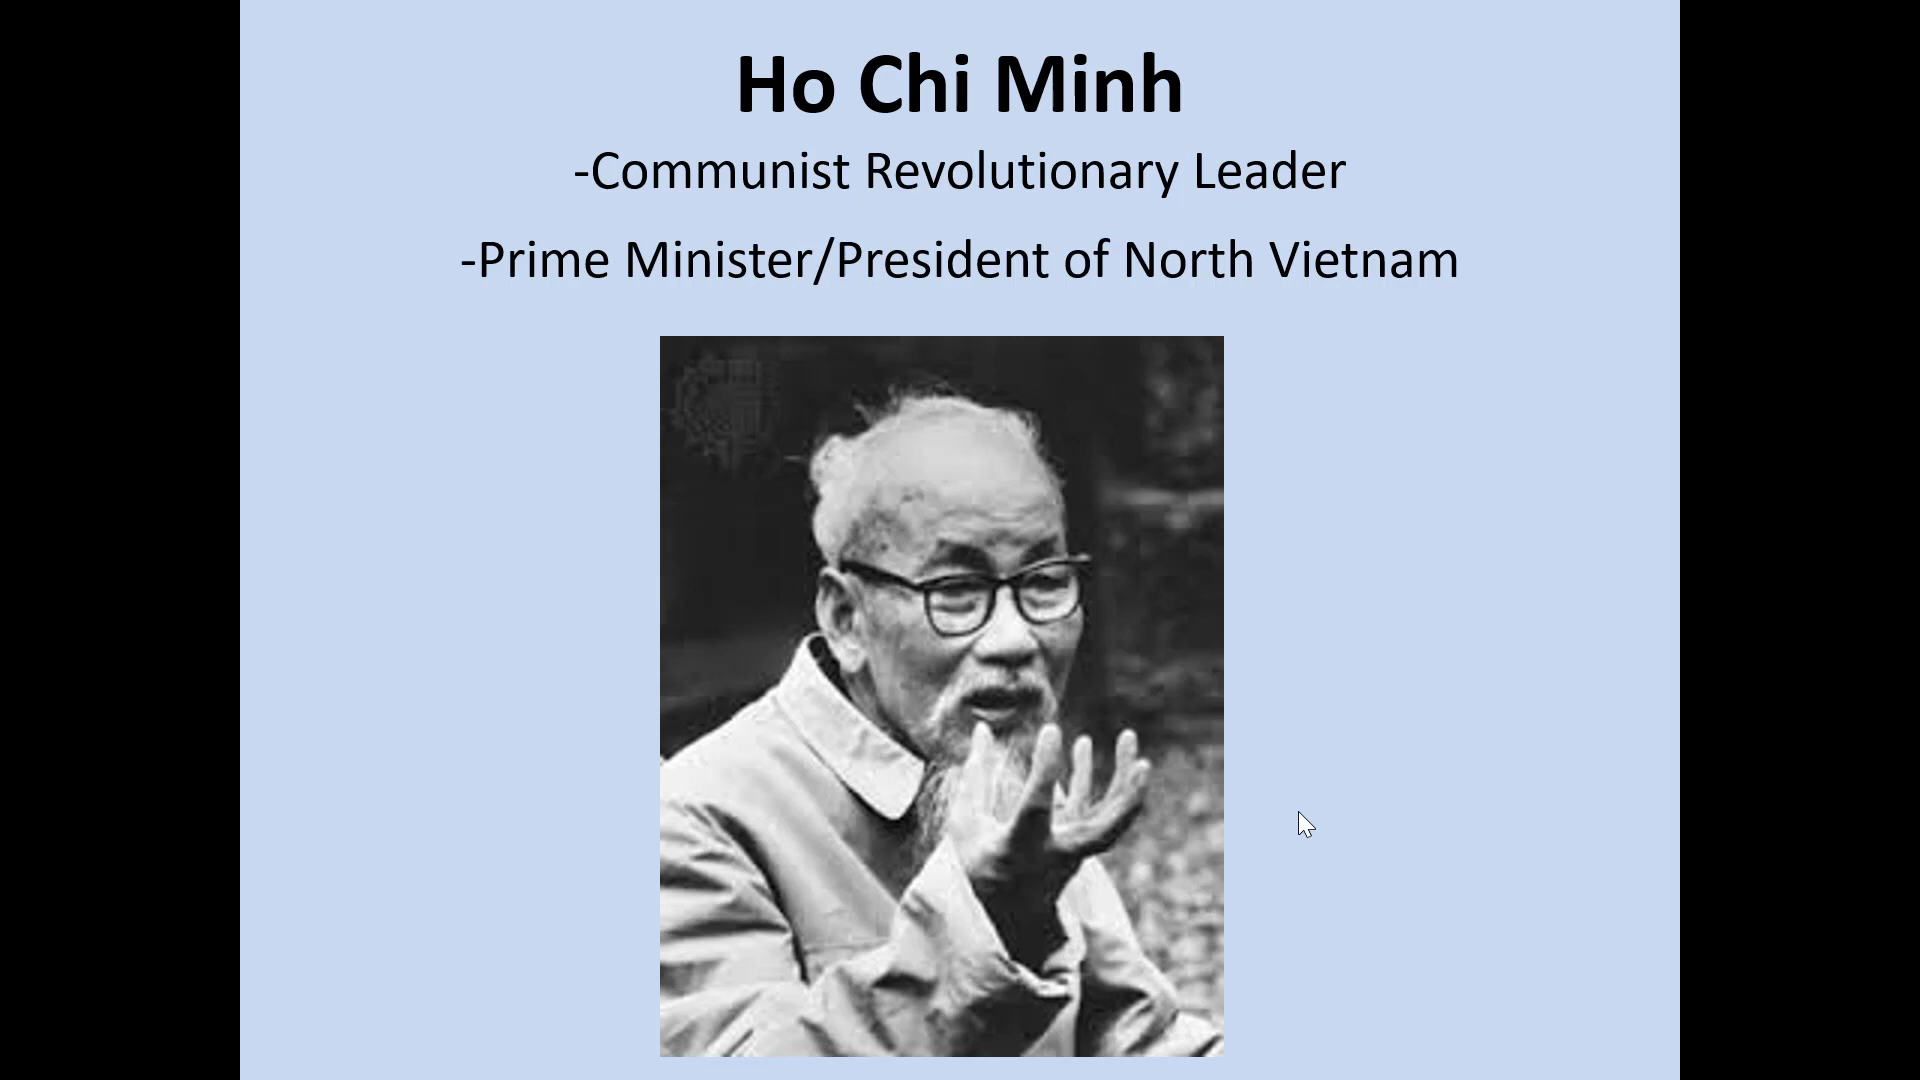 Ho Chi Minh
-Communist Revolutionary Leader
-Prime Minister/President of North Vietnam